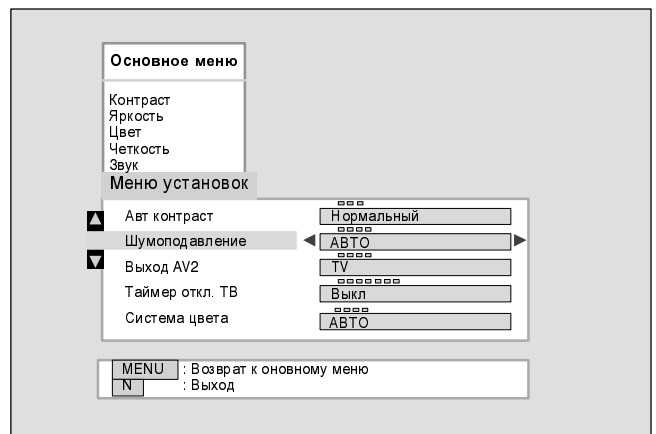 Основное меню
Контраст
Яркость
Цвет
Четкость
Звук
Меню установок
Авт контраст Нормальный
Шумоподавление АВТО
Выход AV2 TV
Таймер откл. ТВ Выкл
Система цвета АВТО
MENU : Возврат к оновному меню
N : Выход